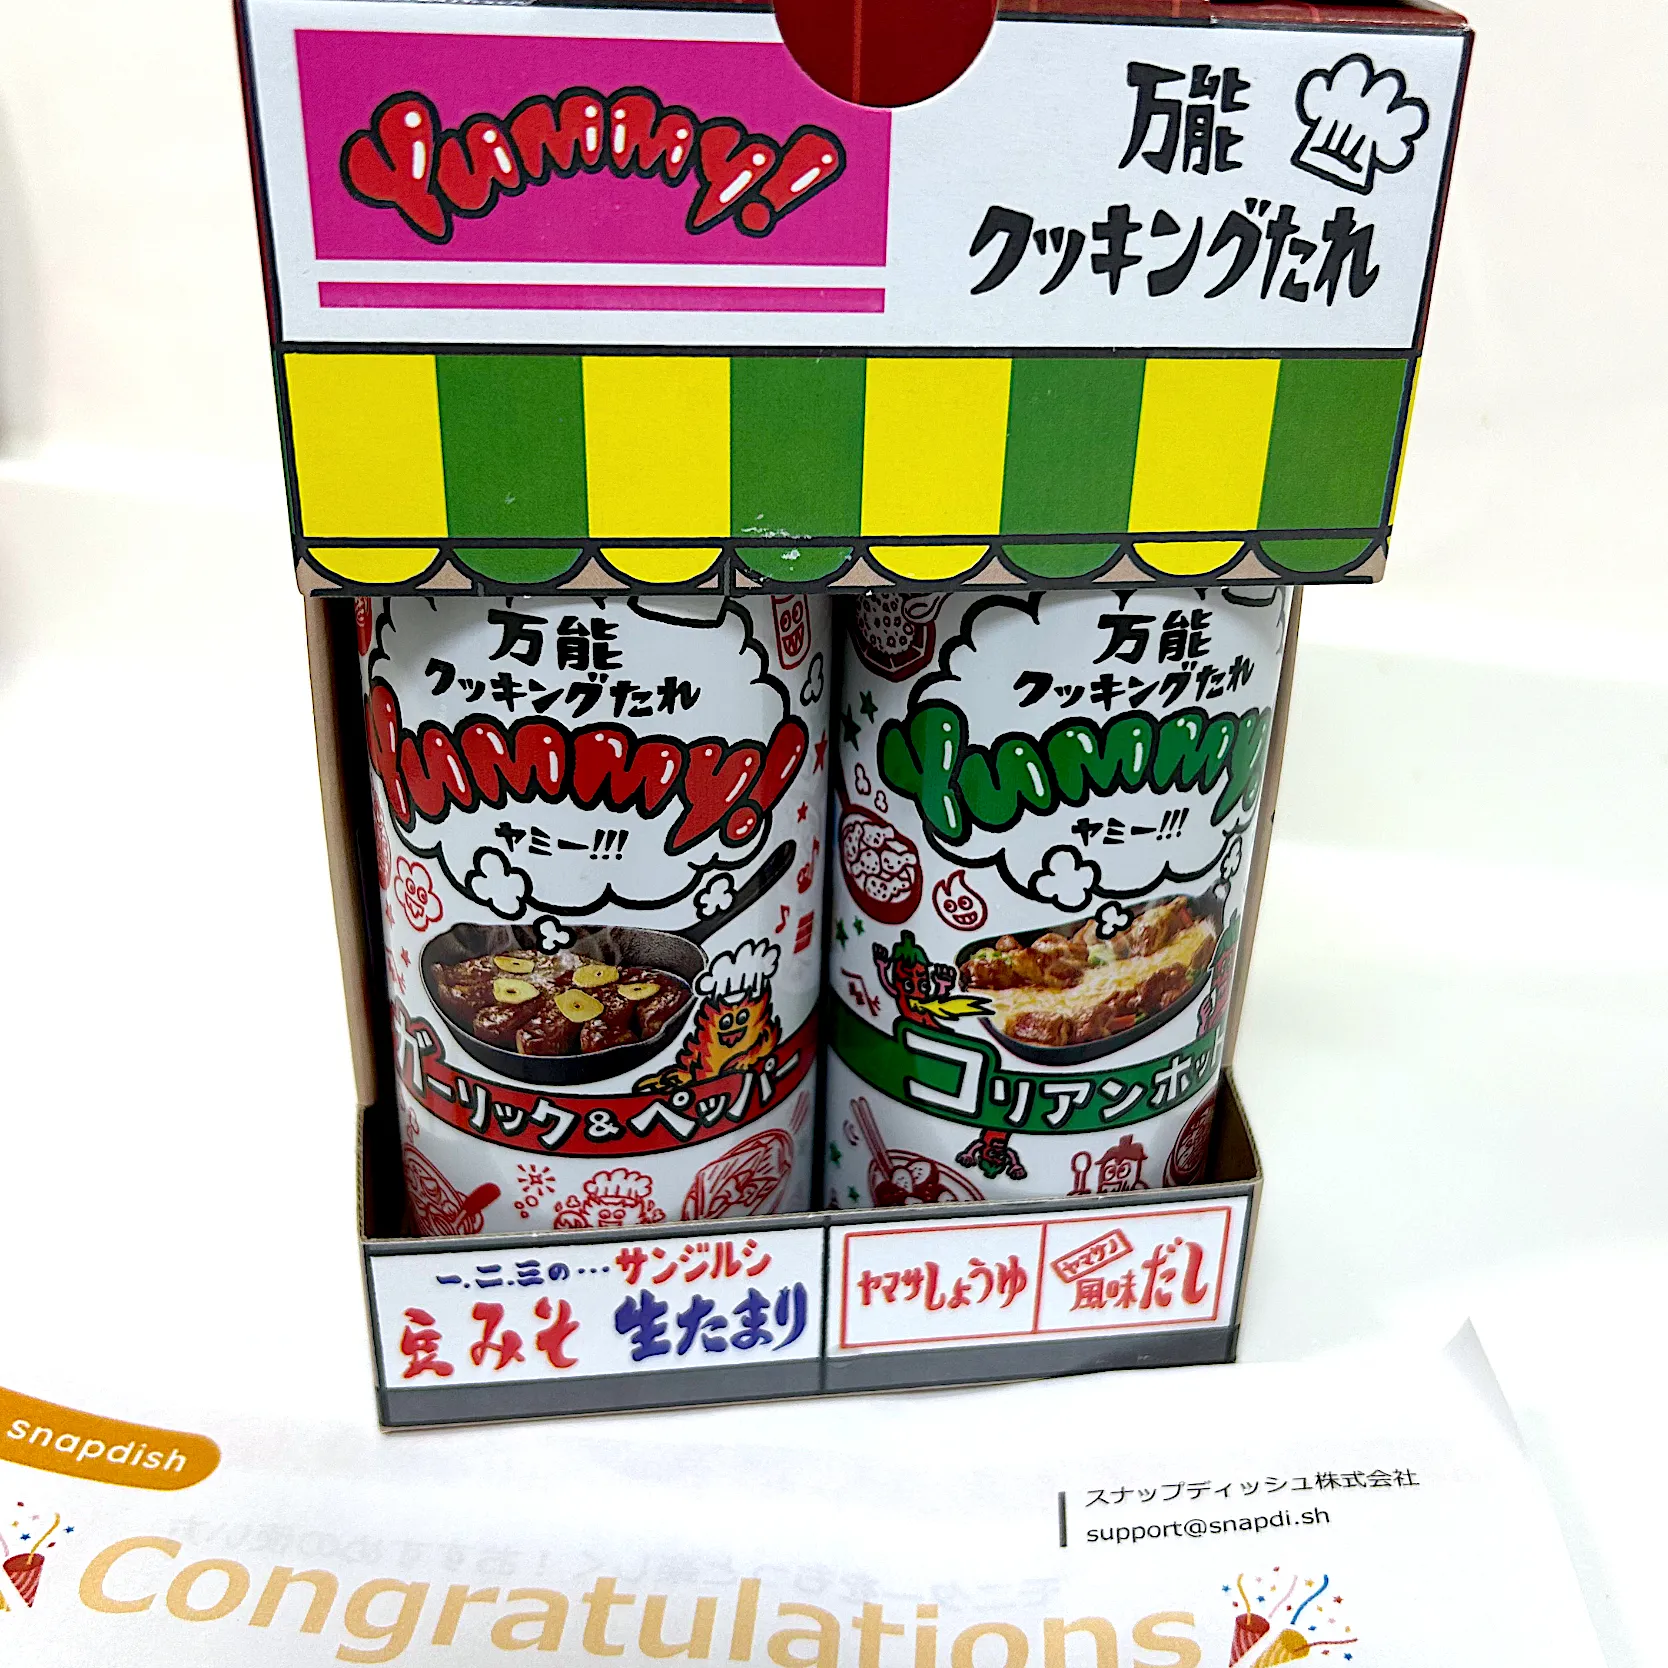 Yummy!
万能
クッキングたれ
万能
クッキングたれ
Yummy!
ヤミー!!!
ガーリック&ペッパー
万能
クッキングたれ
Yummy
ヤミー!!!
コリアンホット
一.二.三の…サンジルシ
豆みそ 生たまり
ヤマサしょうゆ
ヤマサの
風味だし
snapdish
スナップディッシュ株式会社
support@snapdi.sh
Congratulations